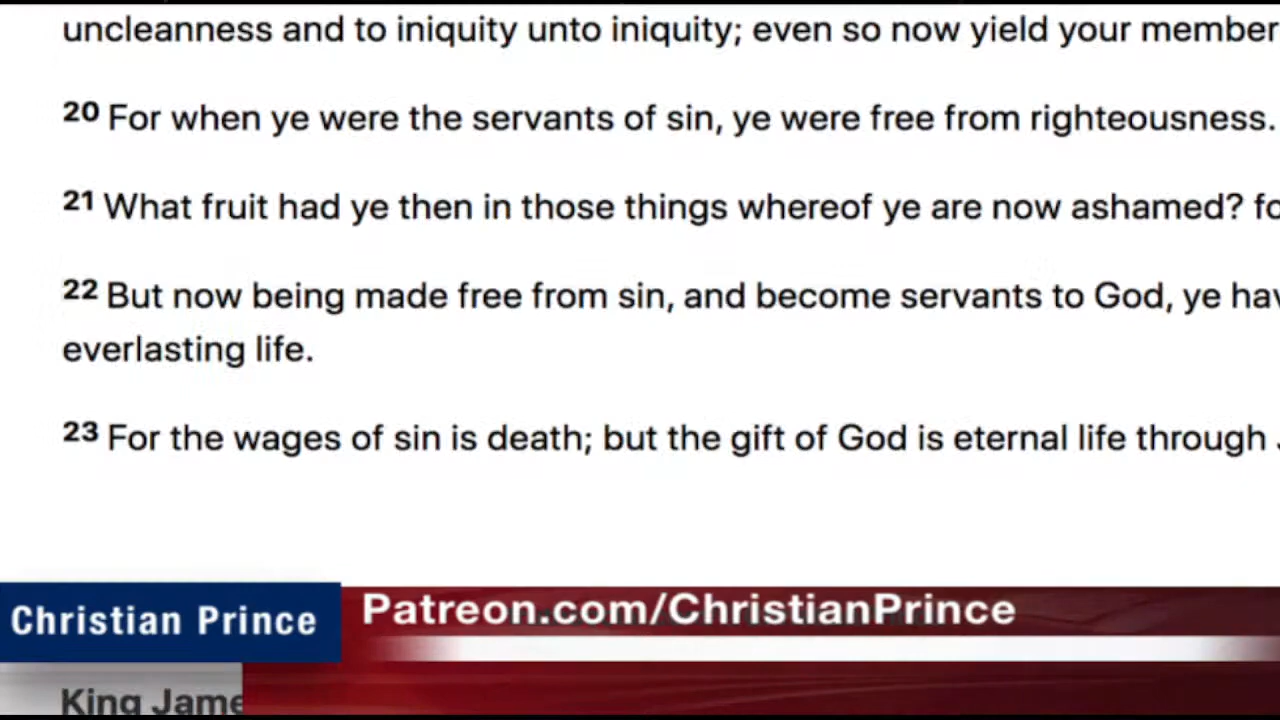 uncleanness and to iniquity unto iniquity; even so now yield your member
20 For when ye were the servants of sin, ye were free from righteousness.
21 What fruit had ye then in those things whereof ye are now ashamed? fo
22 But now being made free from sin, and become servants to God, ye hav
everlasting life.
23 For the wages of sin is death; but the gift of God is eternal life through
Christian Prince
Patreon.com/ChristianPrince
King Jame